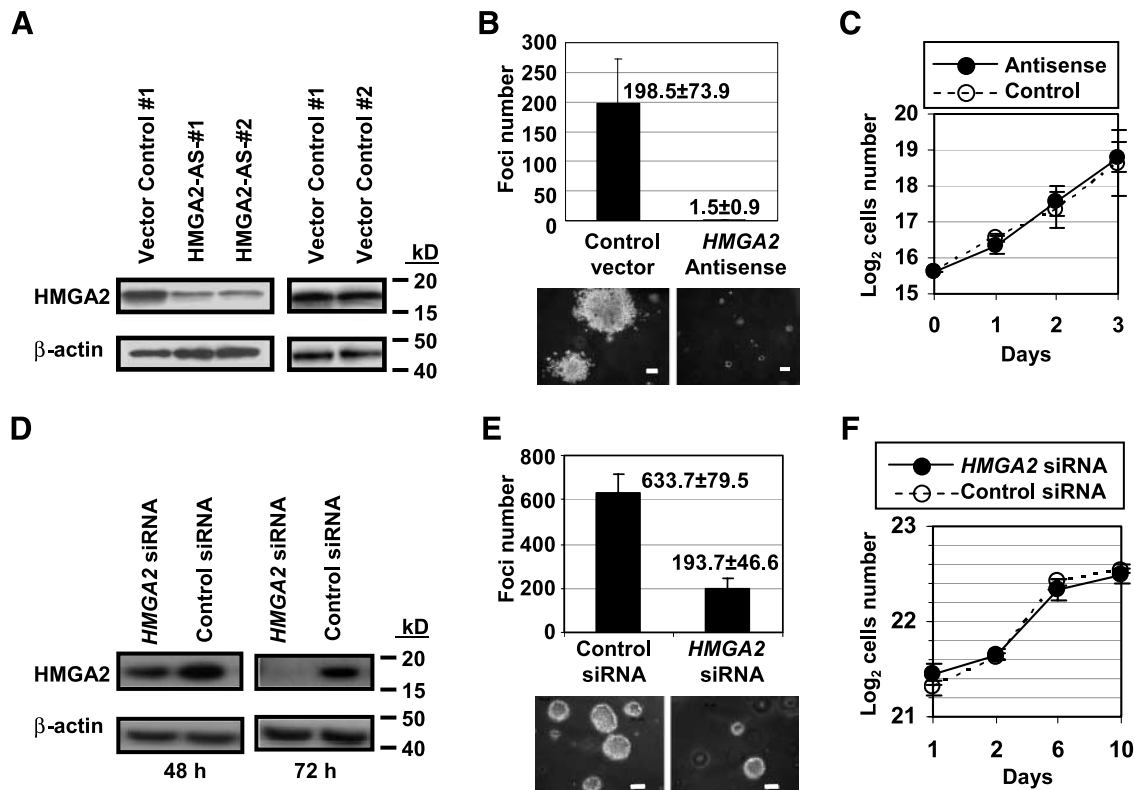 A
Vector Control #1
HMGA2-AS-#1
HMGA2-AS-#2
Vector Control #1
Vector Control #2
kD
HMGA2
20
15
β-actin
50
40
B
Foci number
300
250
200
150
100
50
0
198.5±73.9
1.5±0.9
Control
vector
HMGA2
Antisense
C
Antisense
Control
Log2 cells number
20
19
18
17
16
15
0
1
2
3
Days
D
HMGA2 siRNA
Control siRNA
HMGA2 siRNA
Control siRNA
kD
HMGA2
20
15
β-actin
50
40
48 h
72 h
E
Foci number
800
600
400
200
0
633.7±79.5
193.7±46.6
Control
siRNA
HMGA2
siRNA
F
HMGA2 siRNA
Control siRNA
Log2 cells number
23
22
21
1
2
6
10
Days